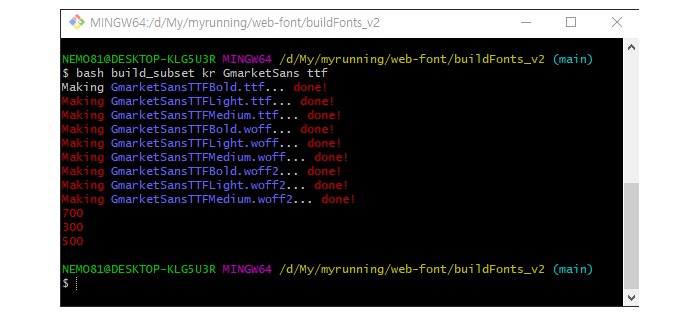 MINGW64:/d/My/myrunning/web-font/buildFonts_v2
NEMO81@DESKTOP-KLG5U3R MINGW64 /d/My/myrunning/web-font/buildFonts_v2 (main)
$ bash build_subset kr GmarketSans ttf
Making GmarketSansTTFBold.ttf... done!
Making GmarketSansTTFLight.ttf... done!
Making GmarketSansTTFMedium.ttf... done!
Making GmarketSansTTFBold.woff... done!
Making GmarketSansTTFLight.woff... done!
Making GmarketSansTTFMedium.woff... done!
Making GmarketSansTTFBold.woff2... done!
Making GmarketSansTTFLight.woff2... done!
Making GmarketSansTTFMedium.woff2... done!
700
300
500
NEMO81@DESKTOP-KLG5U3R MINGW64 /d/My/myrunning/web-font/buildFonts_v2 (main)
$